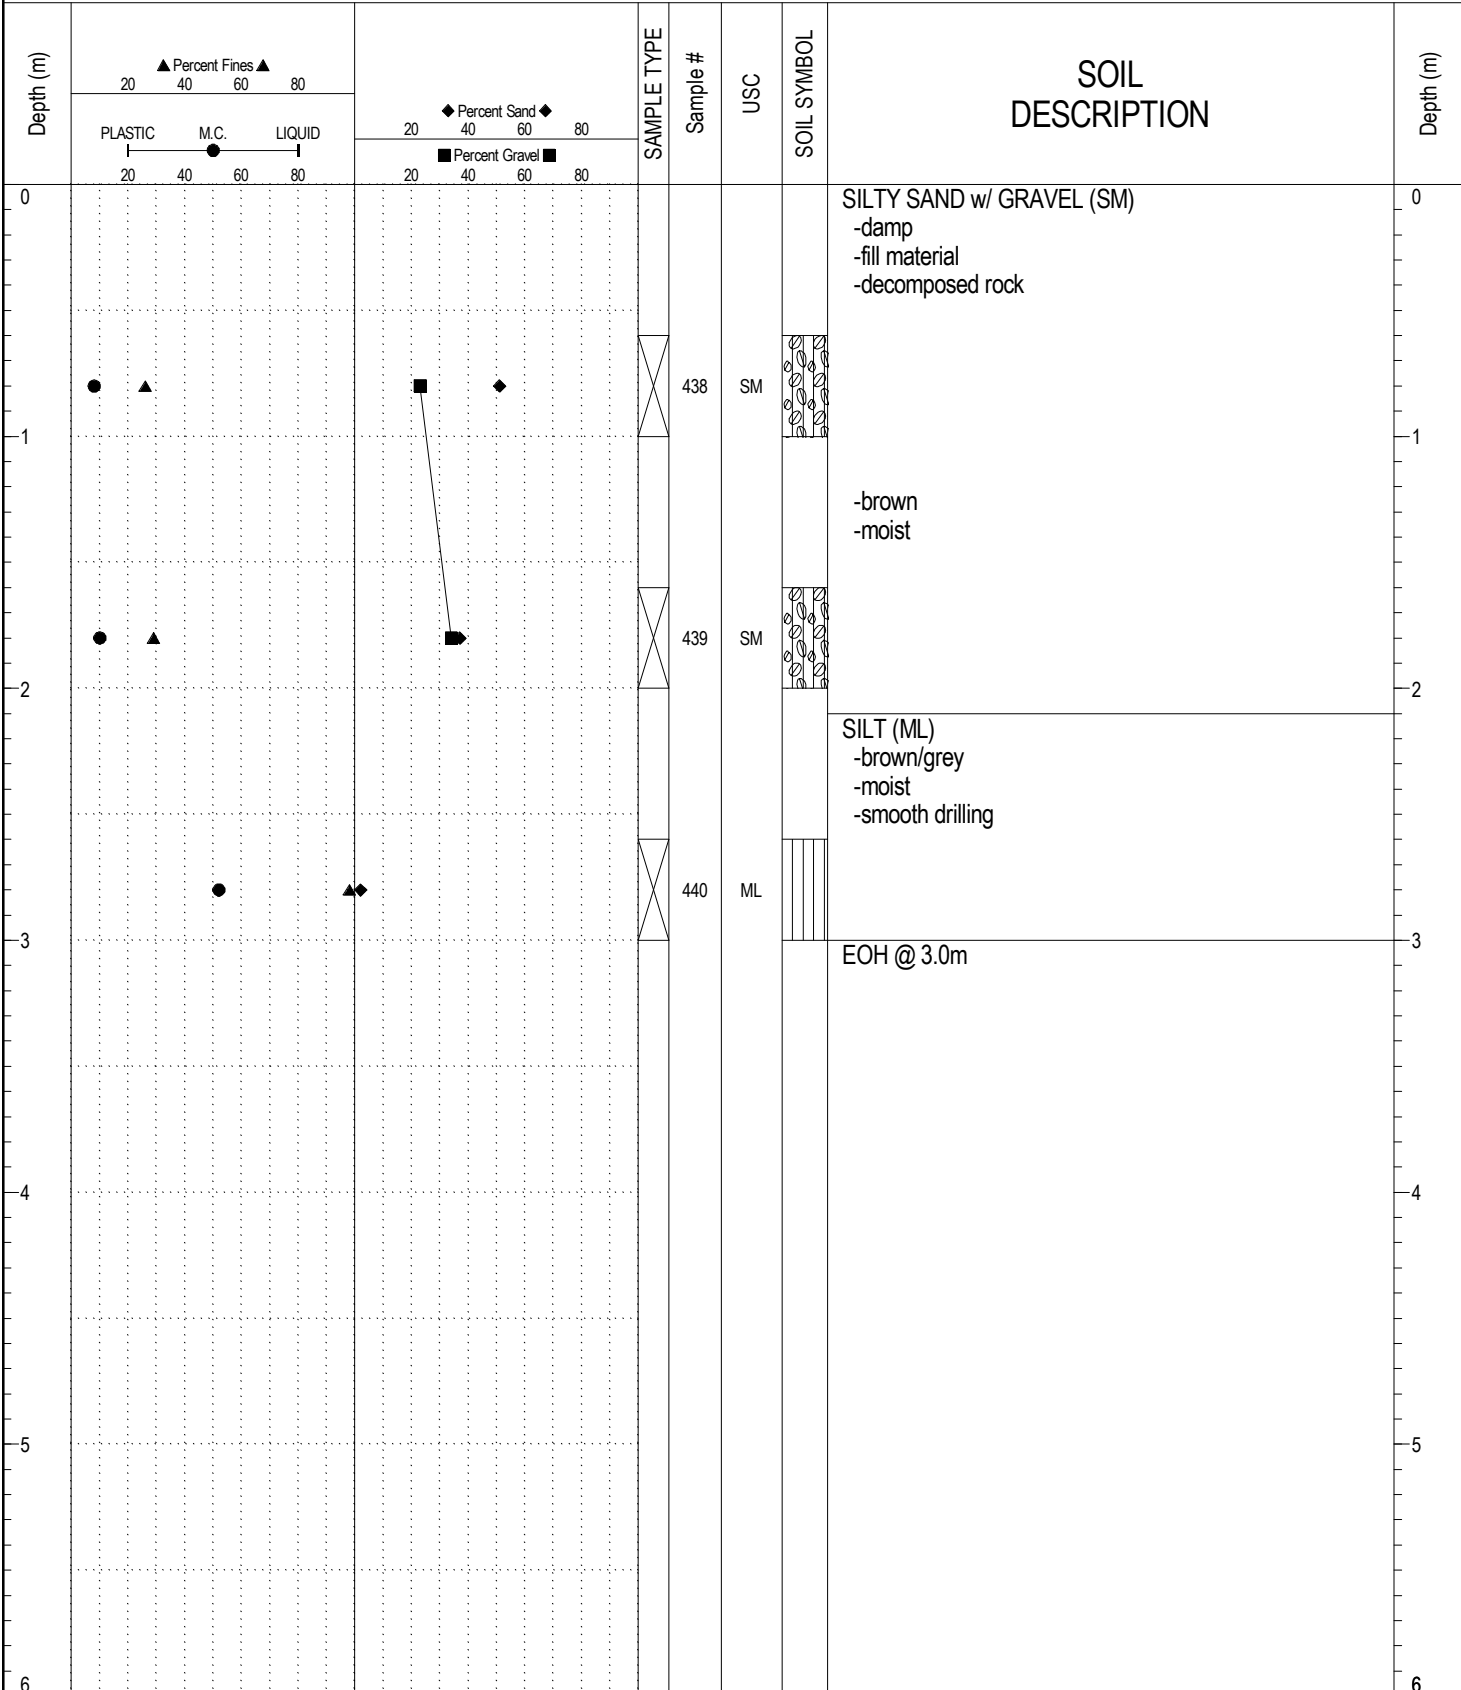 Depth (m)
▲ Percent Fines ▲
20 40 60 80
PLASTIC M.C. LIQUID
20 40 60 80
◆ Percent Sand ◆
20 40 60 80
■ Percent Gravel ■
20 40 60 80
SAMPLE TYPE
Sample #
USC
SOIL SYMBOL
SOIL
DESCRIPTION
Depth (m)
0 SILTY SAND w/ GRAVEL (SM) 0
-damp
-fill material
-decomposed rock
438 SM
1 1
-brown
-moist
439 SM
2 2
SILT (ML)
-brown/grey
-moist
-smooth drilling
440 ML
3 3
EOH @ 3.0m
4 4
5 5
6 6